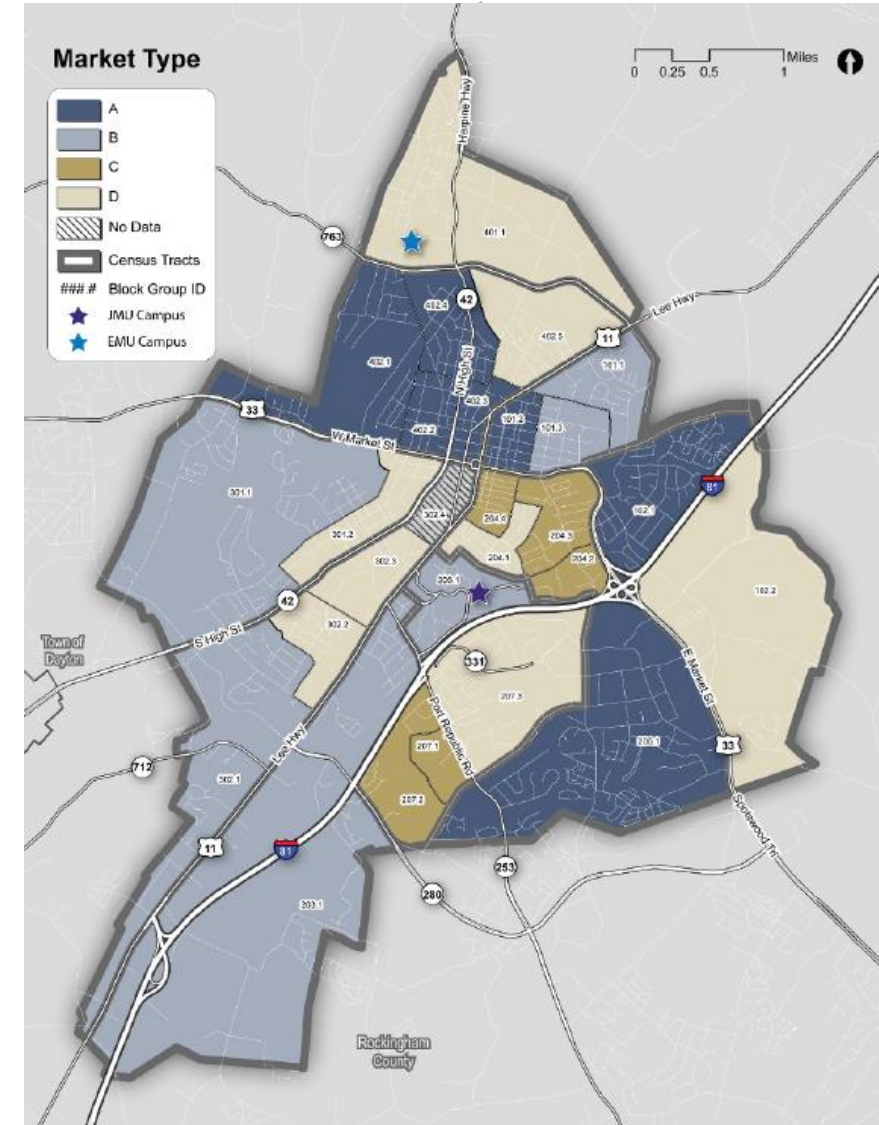 Market Type
A
B
C
D
No Data
Census Tracts
###.# Block Group ID
JMU Campus
EMU Campus
Miles
0 0.25 0.5 1
Harpine Hwy
401.1
763
42
402.4
402.5
Lee Hwy
11
N High St
402.1
101.1
402.3
33
101.2
101.3
402.2
W Market St
81
301.1
302.4
204.4
102.1
301.2
204.3
302.3
204.1
204.2
102.2
42
302.2
S High St
Town of
Dayton
331
E Market St
207.3
Port Republic Rd
207.1
33
Lee Hwy
712
302.1
207.2
Spotswood Trl
11
81
253
280
203.1
Rockingham
County